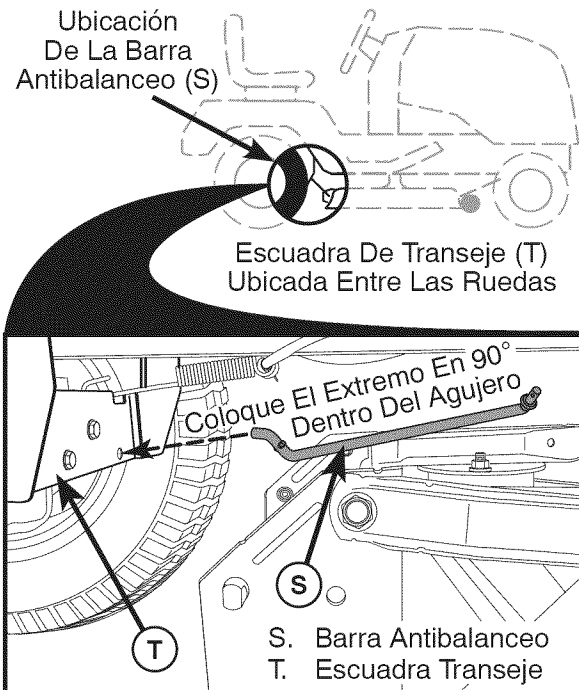 Ubicación
De La Barra
Antibalanceo (S)
Escuadra De Transeje (T)
Ubicada Entre Las Ruedas
Coloque El Extremo En 90°
Dentro Del Agujero
S
T
S. Barra Antibalanceo
T. Escuadra Transeje